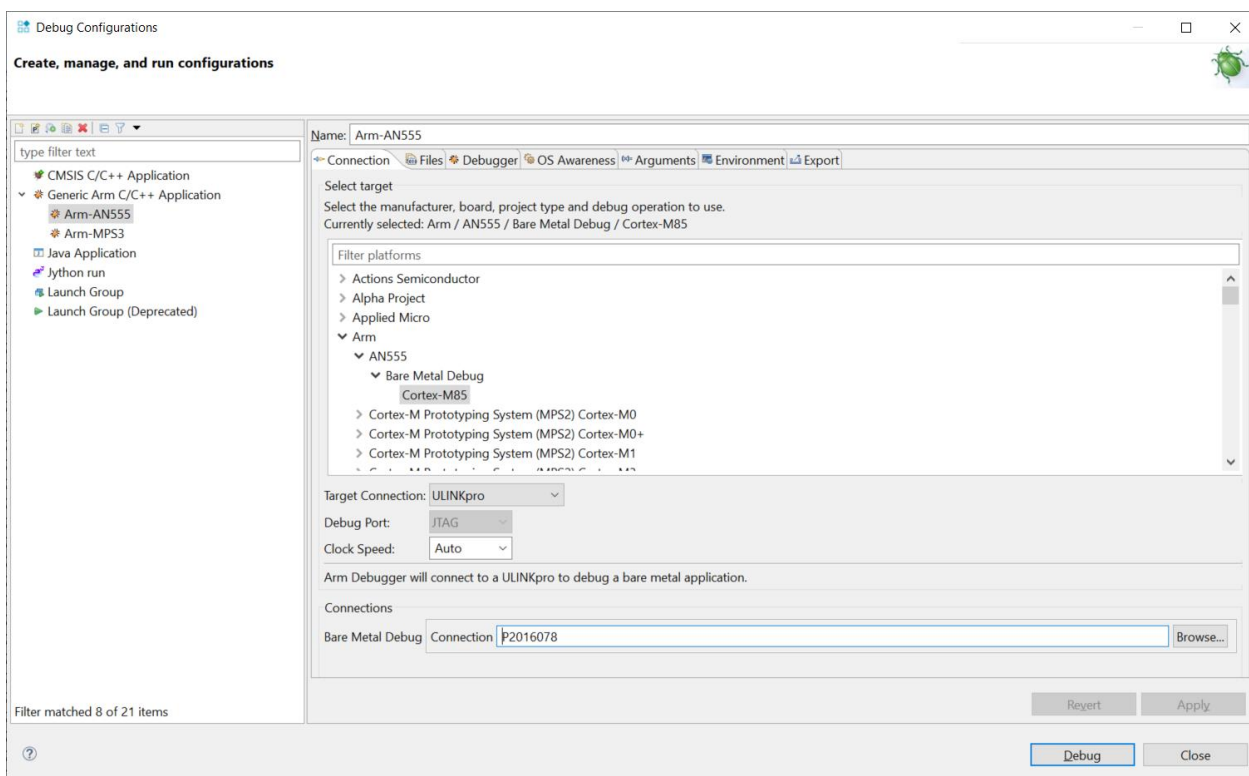 Debug Configurations
Create, manage, and run configurations
type filter text
CMSIS C/C++ Application
Generic Arm C/C++ Application
Arm-AN555
Arm-MPS3
Java Application
Jython run
Launch Group
Launch Group (Deprecated)
Filter matched 8 of 21 items
Name: Arm-AN555
Connection Files Debugger OS Awareness Arguments Environment Export
Select target
Select the manufacturer, board, project type and debug operation to use.
Currently selected: Arm / AN555 / Bare Metal Debug / Cortex-M85
Filter platforms
Actions Semiconductor
Alpha Project
Applied Micro
Arm
AN555
Bare Metal Debug
Cortex-M85
Cortex-M Prototyping System (MPS2) Cortex-M0
Cortex-M Prototyping System (MPS2) Cortex-M0+
Cortex-M Prototyping System (MPS2) Cortex-M1
Target Connection: ULINKpro
Debug Port: JTAG
Clock Speed: Auto
Arm Debugger will connect to a ULINKpro to debug a bare metal application.
Connections
Bare Metal Debug Connection P2016078 Browse...
Revert Apply
? Debug Close